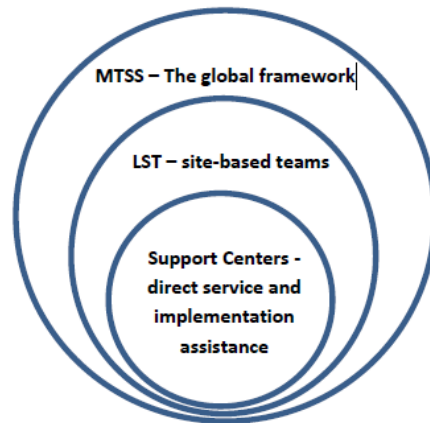 MTSS – The global framework
LST – site-based teams
Support Centers -
direct service and
implementation
assistance